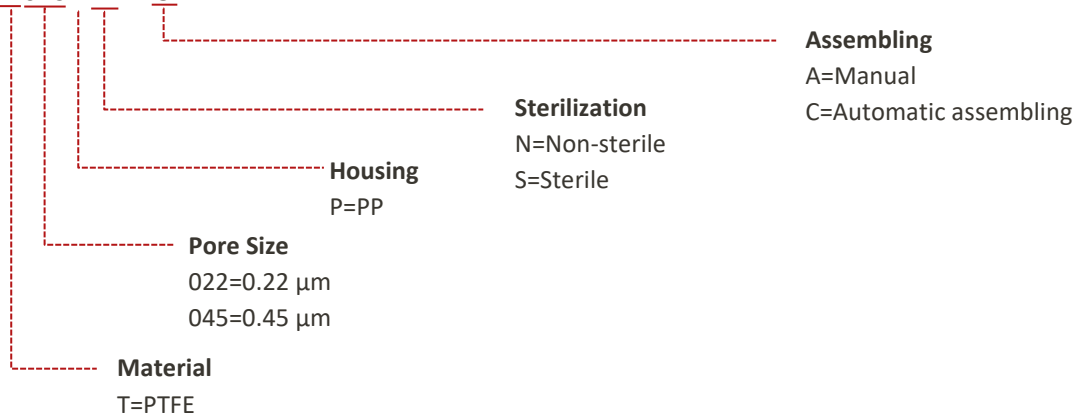 Assembling
A=Manual
C=Automatic assembling
Sterilization
N=Non-sterile
S=Sterile
Housing
P=PP
Pore Size
022=0.22 μm
045=0.45 μm
Material
T=PTFE